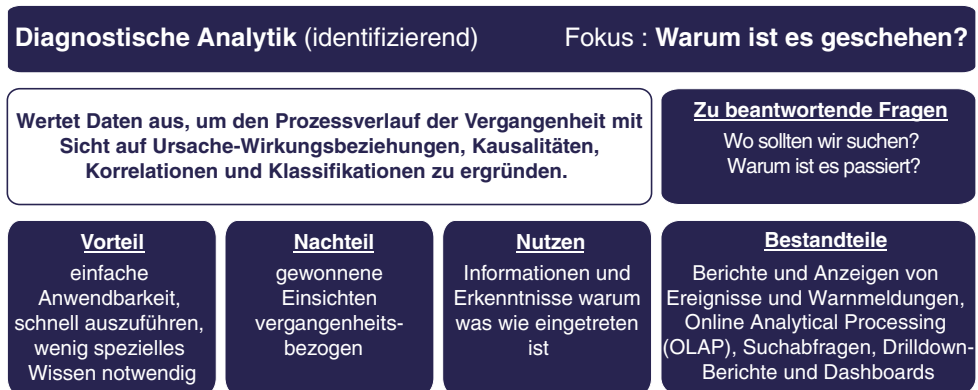 Diagnostische Analytik (identifizierend) Fokus : Warum ist es geschehen?
Wertet Daten aus, um den Prozessverlauf der Vergangenheit mit
Sicht auf Ursache-Wirkungsbeziehungen, Kausalitäten,
Korrelationen und Klassifikationen zu ergründen.
Zu beantwortende Fragen
Wo sollten wir suchen?
Warum ist es passiert?
Vorteil
einfache
Anwendbarkeit,
schnell auszuführen,
wenig spezielles
Wissen notwendig
Nachteil
gewonnene
Einsichten
vergangenheits-
bezogen
Nutzen
Informationen und
Erkenntnisse warum
was wie eingetreten
ist
Bestandteile
Berichte und Anzeigen von
Ereignisse und Warnmeldungen,
Online Analytical Processing
(OLAP), Suchabfragen, Drilldown-
Berichte und Dashboards